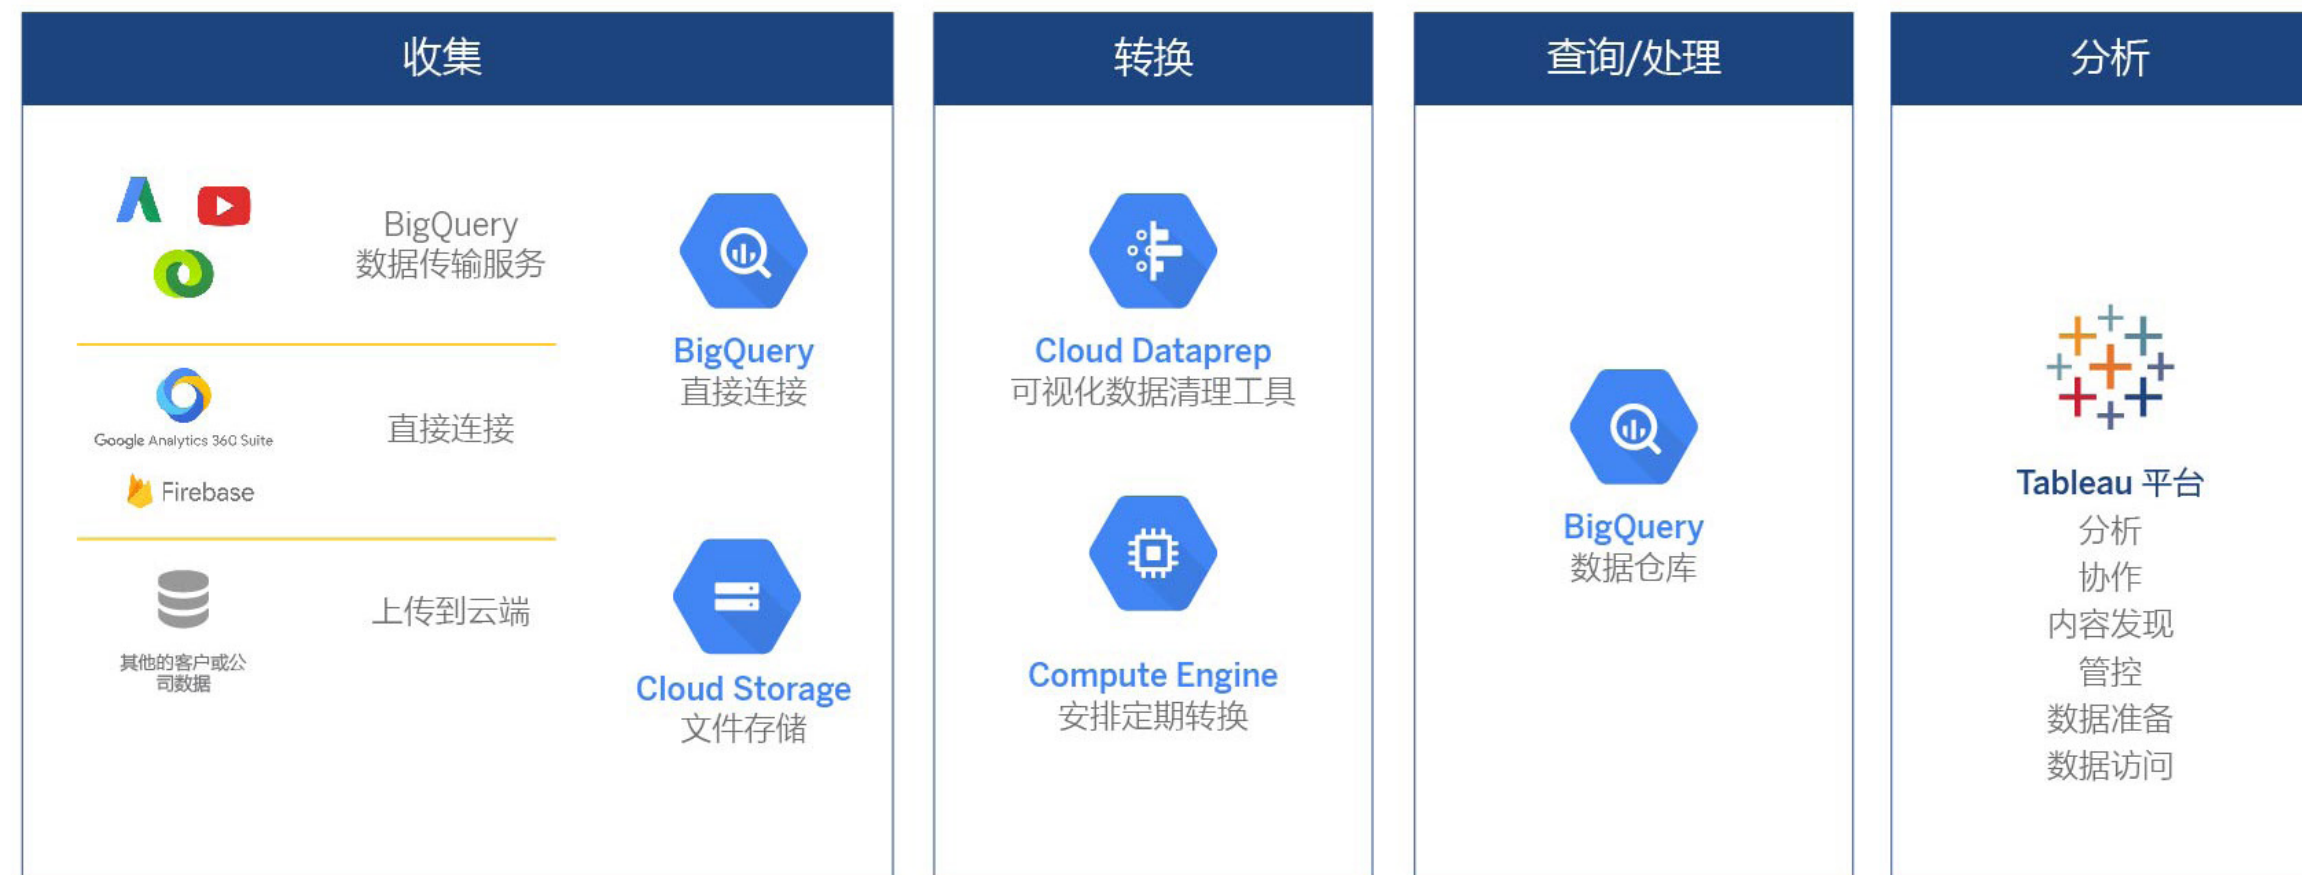 收集
BigQuery
数据传输服务
Google Analytics 360 Suite
直接连接
Firebase
其他的客户或公
司数据
上传到云端
BigQuery
直接连接
Cloud Storage
文件存储
转换
Cloud Dataprep
可视化数据清理工具
Compute Engine
安排定期转换
查询/处理
BigQuery
数据仓库
分析
Tableau 平台
分析
协作
内容发现
管控
数据准备
数据访问